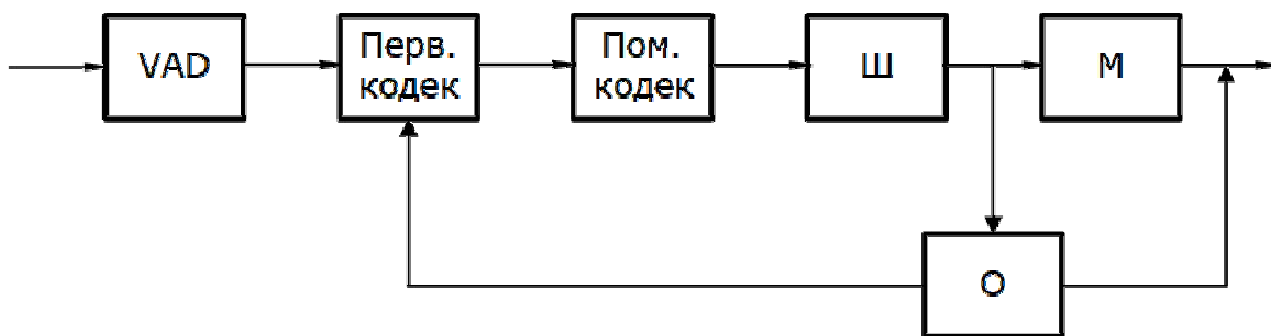 VAD
Перв.
кодек
Пом.
кодек
Ш
М
О